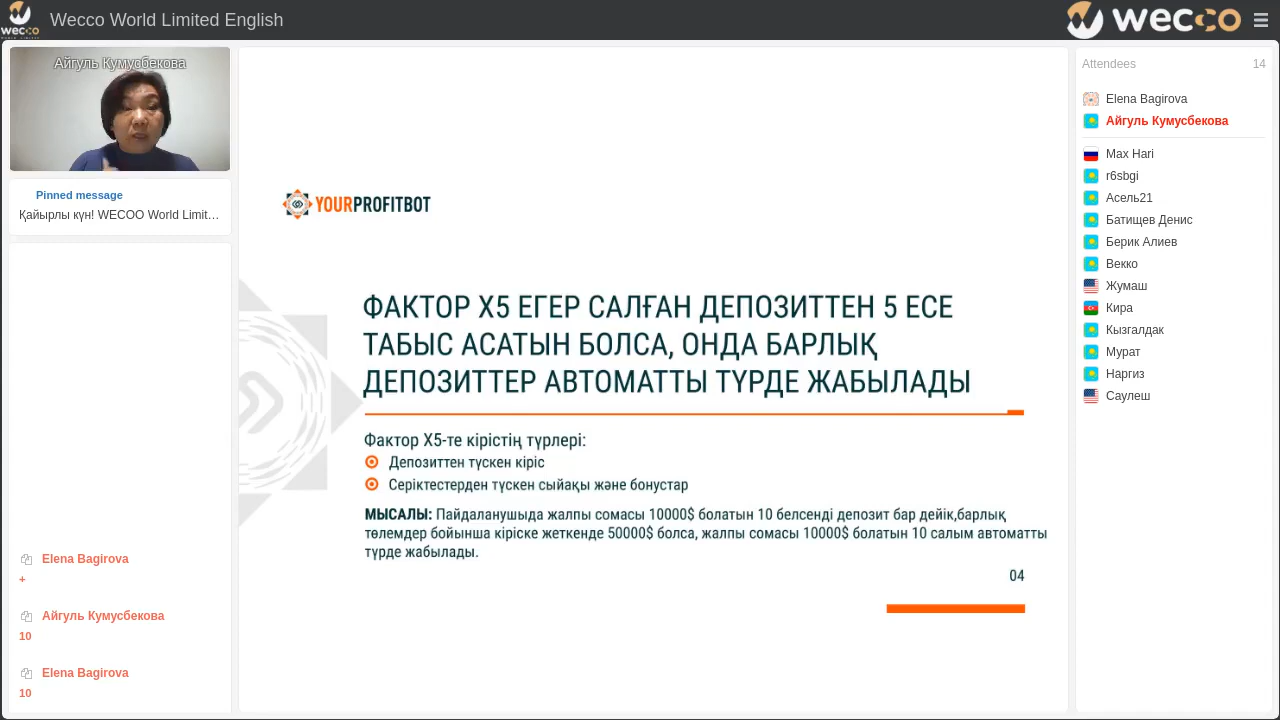 wecco
Wecco World Limited English
wecco
Айгуль Кумусбекова
Pinned message
Қайырлы күн! WECOO World Limit…
Elena Bagirova
+
Айгуль Кумусбекова
10
Elena Bagirova
10
YOURPROFITBOT
ФАКТОР X5 ЕГЕР САЛҒАН ДЕПОЗИТТЕН 5 ЕСЕ
ТАБЫС АСАТЫН БОЛСА, ОНДА БАРЛЫҚ
ДЕПОЗИТТЕР АВТОМАТТЫ ТҮРДЕ ЖАБЫЛАДЫ
Фактор X5-те кірістің түрлері:
Депозиттен түскен кіріс
Серіктестерден түскен сыйақы және бонустар
МЫСАЛЫ: Пайдаланушыда жалпы сомасы 10000$ болатын 10 белсенді депозит бар дейік,барлық
төлемдер бойынша кіріске жеткенде 50000$ болса, жалпы сомасы 10000$ болатын 10 салым автоматты
түрде жабылады.
04
Attendees 14
Elena Bagirova
Айгуль Кумусбекова
Max Hari
r6sbgi
Асель21
Батищев Денис
Берик Алиев
Векко
Жумаш
Кира
Кызгалдак
Мурат
Наргиз
Саулеш